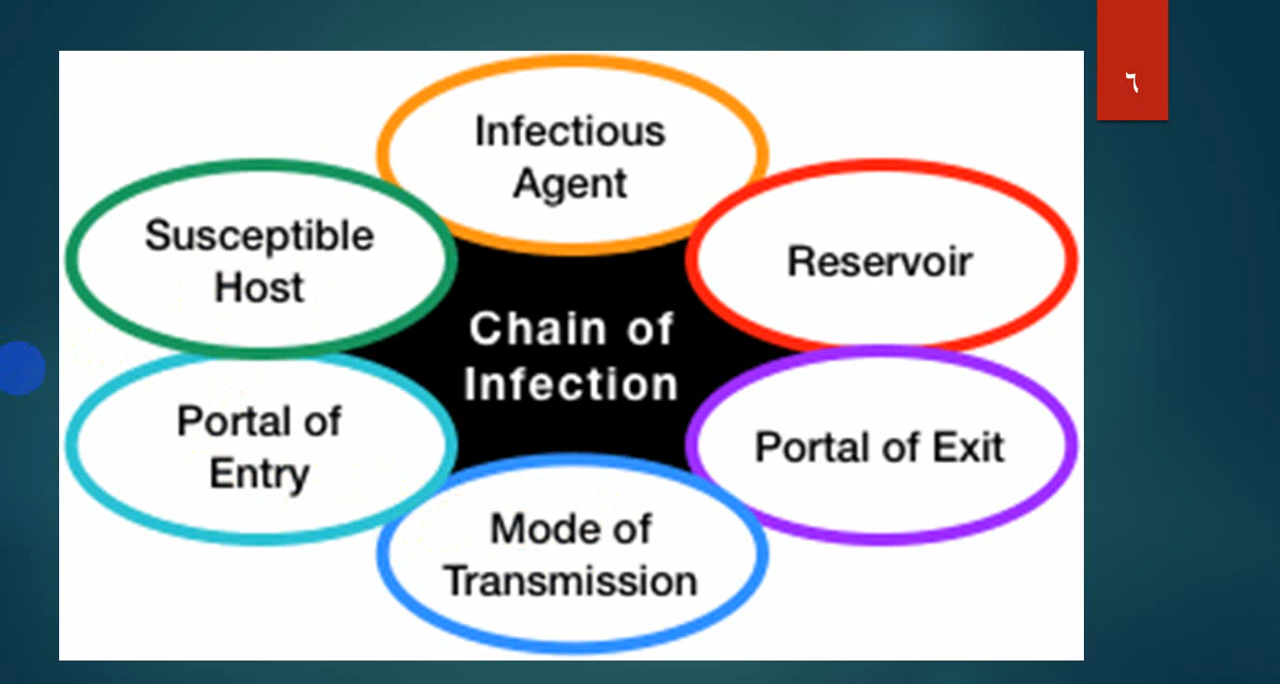 ٦
Infectious
Agent
Susceptible
Host
Reservoir
Chain of
Infection
Portal of
Entry
Portal of Exit
Mode of
Transmission